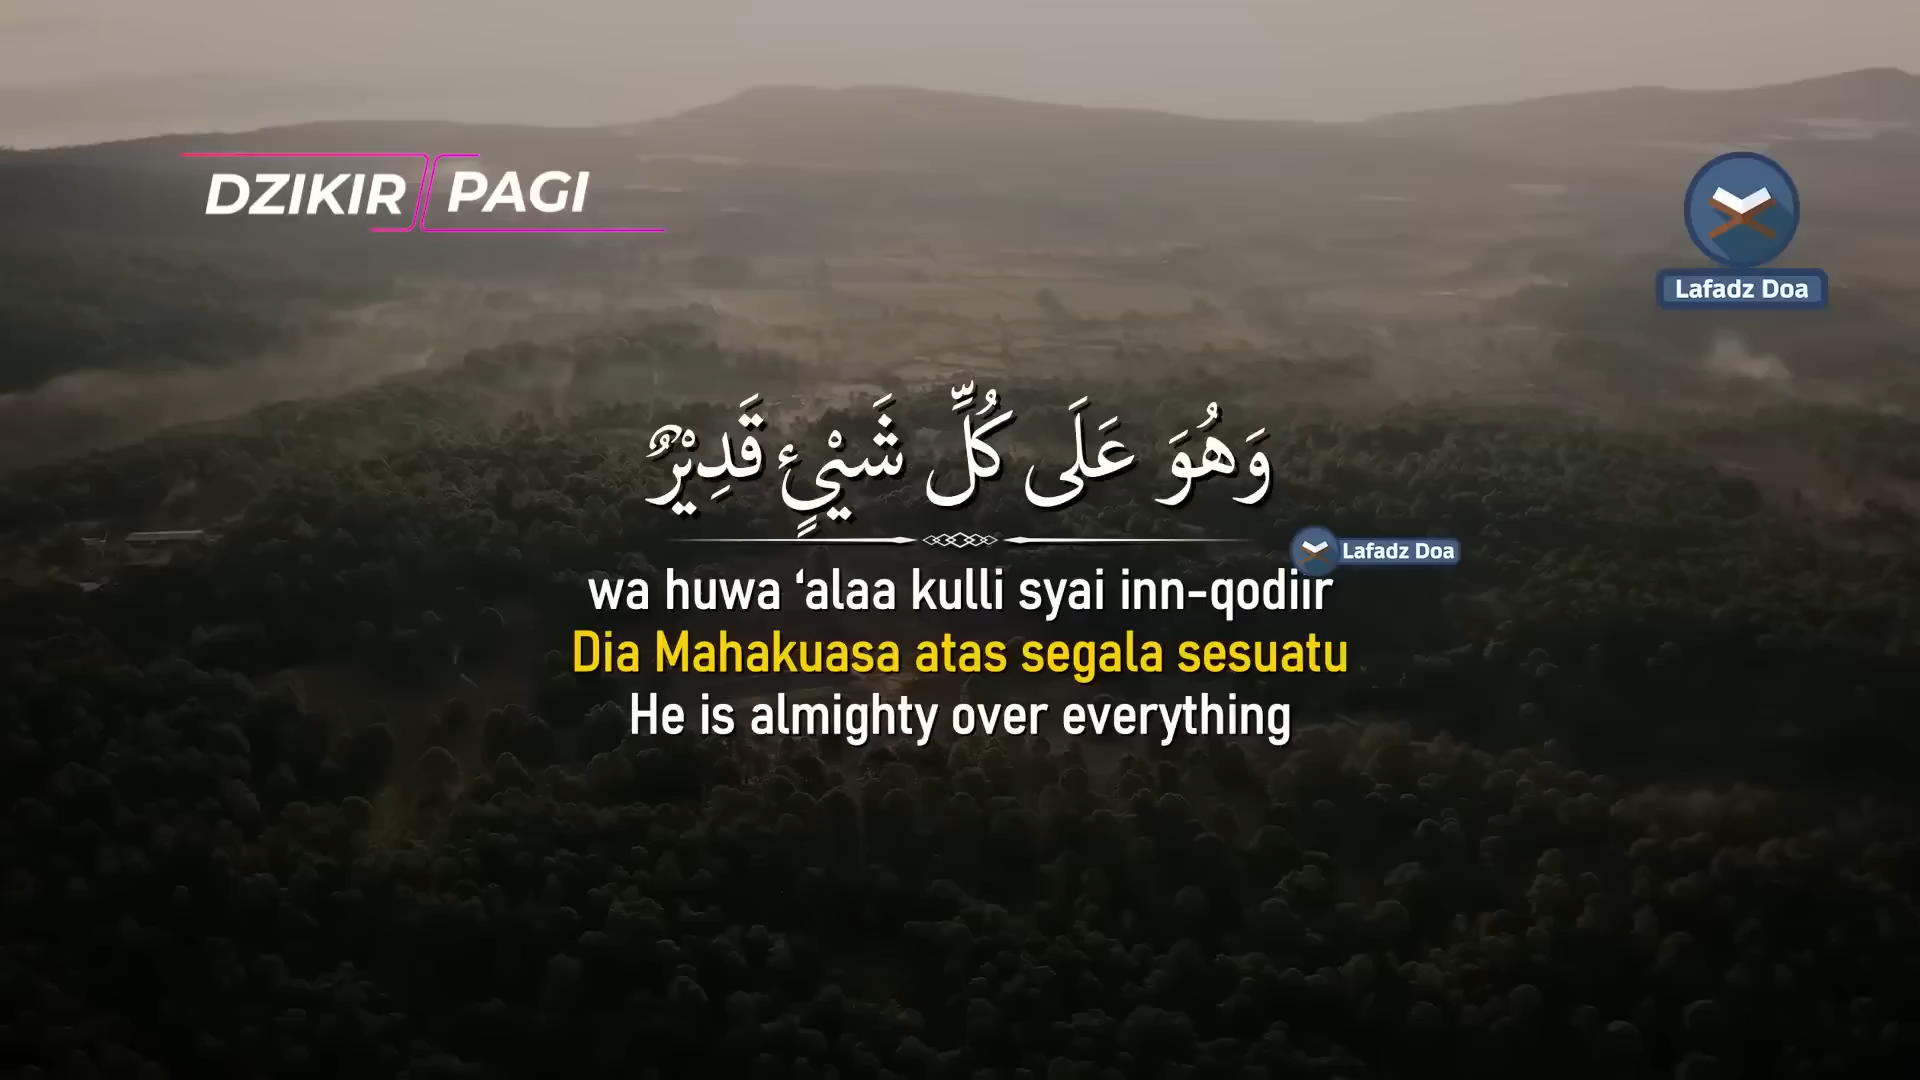 DZIKIR PAGI
Lafadz Doa
وَهُوَ عَلَى كُلِّ شَيْءٍ قَدِيْرٌ
Lafadz Doa
wa huwa ‘alaa kulli syai inn-qodiir
Dia Mahakuasa atas segala sesuatu
He is almighty over everything